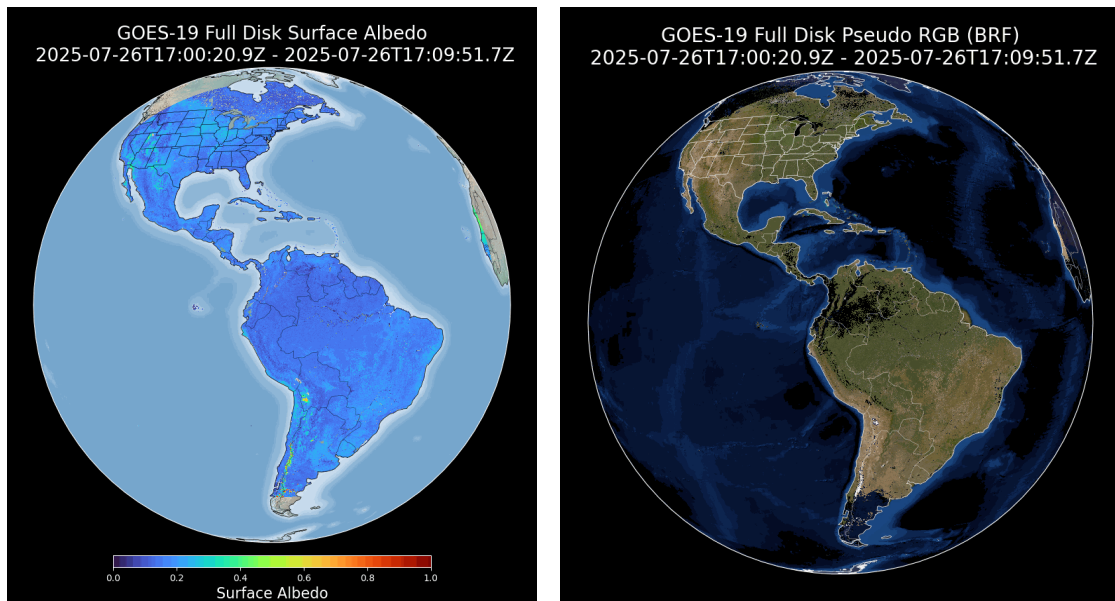 GOES-19 Full Disk Surface Albedo
2025-07-26T17:00:20.9Z - 2025-07-26T17:09:51.7Z
0.0 0.2 0.4 0.6 0.8 1.0
Surface Albedo
GOES-19 Full Disk Pseudo RGB (BRF)
2025-07-26T17:00:20.9Z - 2025-07-26T17:09:51.7Z